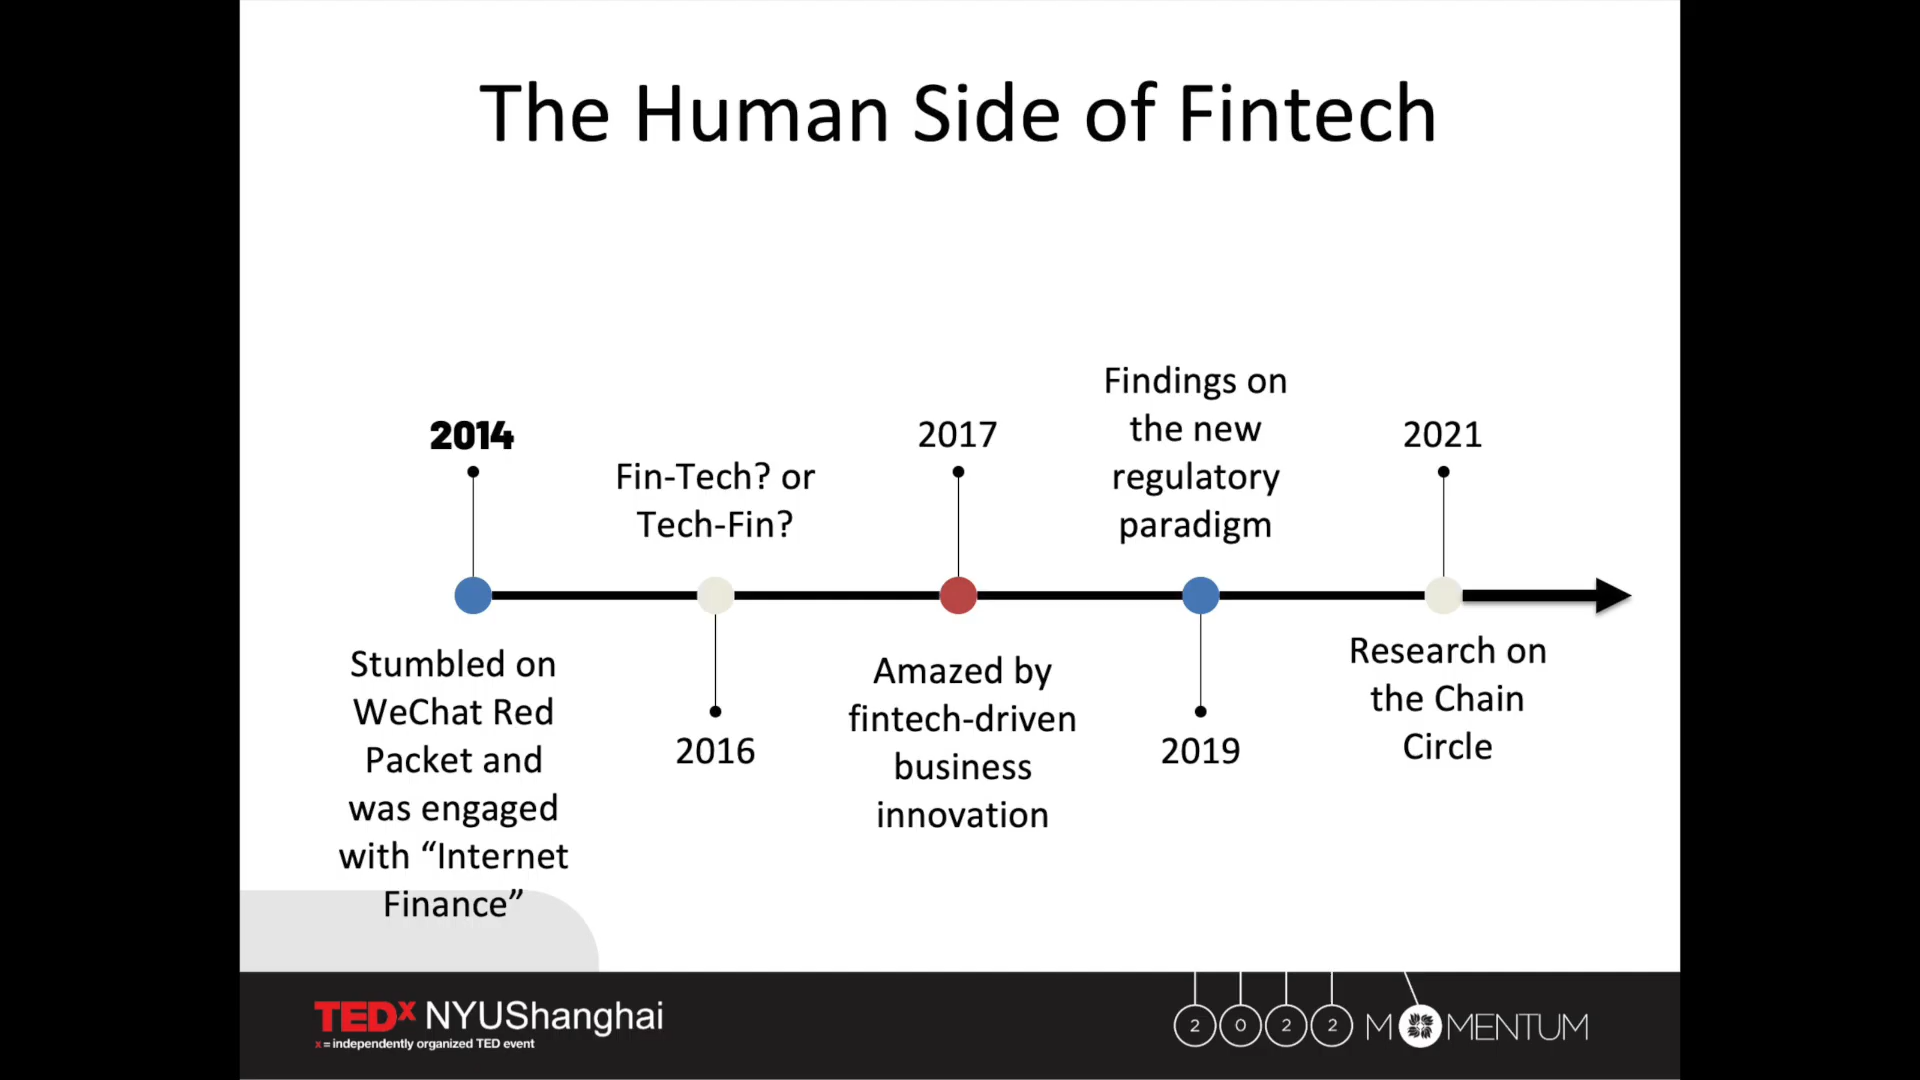 The Human Side of Fintech
2014
Stumbled on
WeChat Red
Packet and
was engaged
with “Internet
Finance”
Fin-Tech? or
Tech-Fin?
2016
2017
Amazed by
fintech-driven
business
innovation
Findings on
the new
regulatory
paradigm
2019
2021
Research on
the Chain
Circle
TEDx NYUShanghai
x = independently organized TED event
2022 MOMENTUM